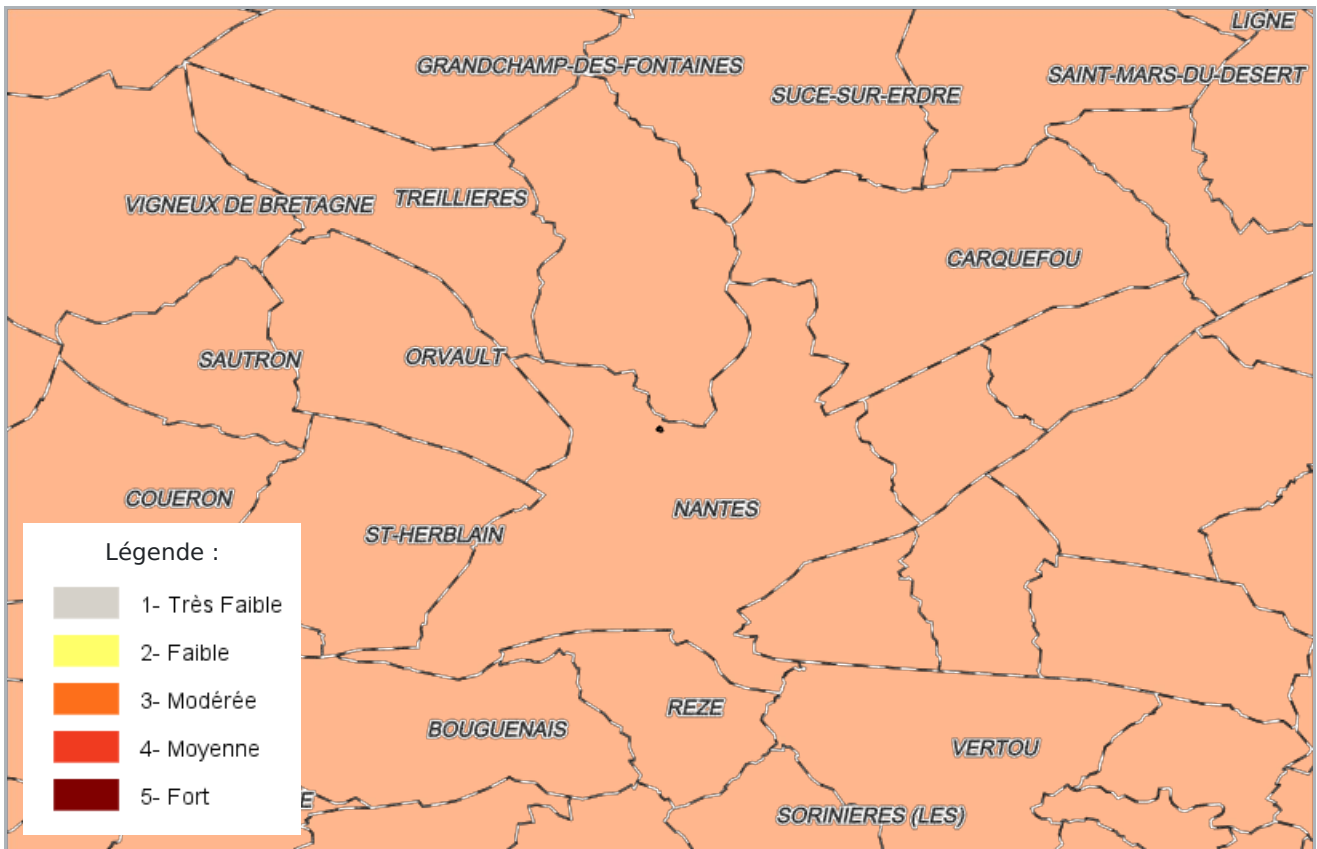 LIGNE
GRANDCHAMP-DES-FONTAINES
SAINT-MARS-DU-DESERT
SUCE-SUR-ERDRE
VIGNEUX DE BRETAGNE
TREILLIERES
CARQUEFOU
SAUTRON
ORVAULT
COUERON
NANTES
ST-HERBLAIN
Légende :
1- Très Faible
2- Faible
3- Modérée
4- Moyenne
5- Fort
REZE
BOUGUENAIS
VERTOU
E
SORINIERES (LES)